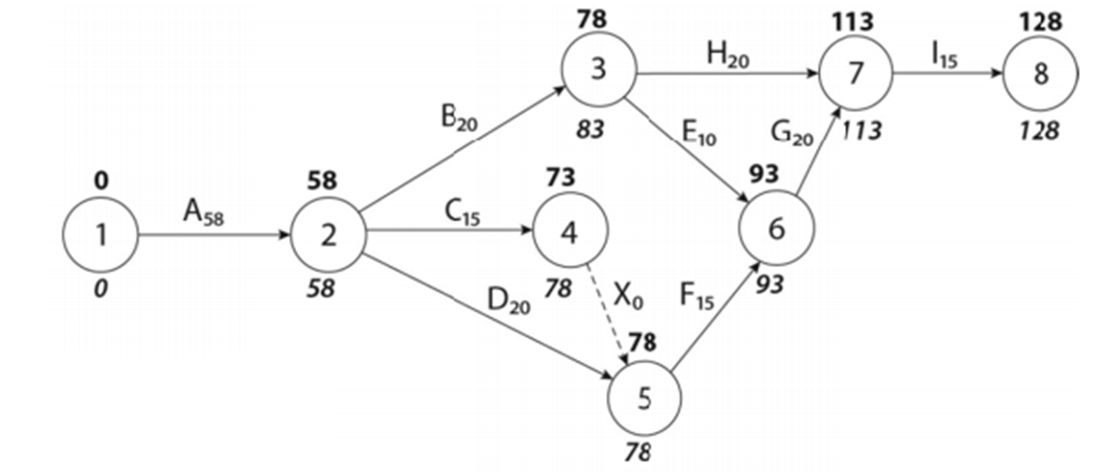 78
3
83
H₂₀
113
7
113
I₁₅
128
8
128
B₂₀
E₁₀
G₂₀
0
1
0
A₅₈
58
2
58
C₁₅
73
4
78
93
6
93
D₂₀
X₀
F₁₅
78
5
78